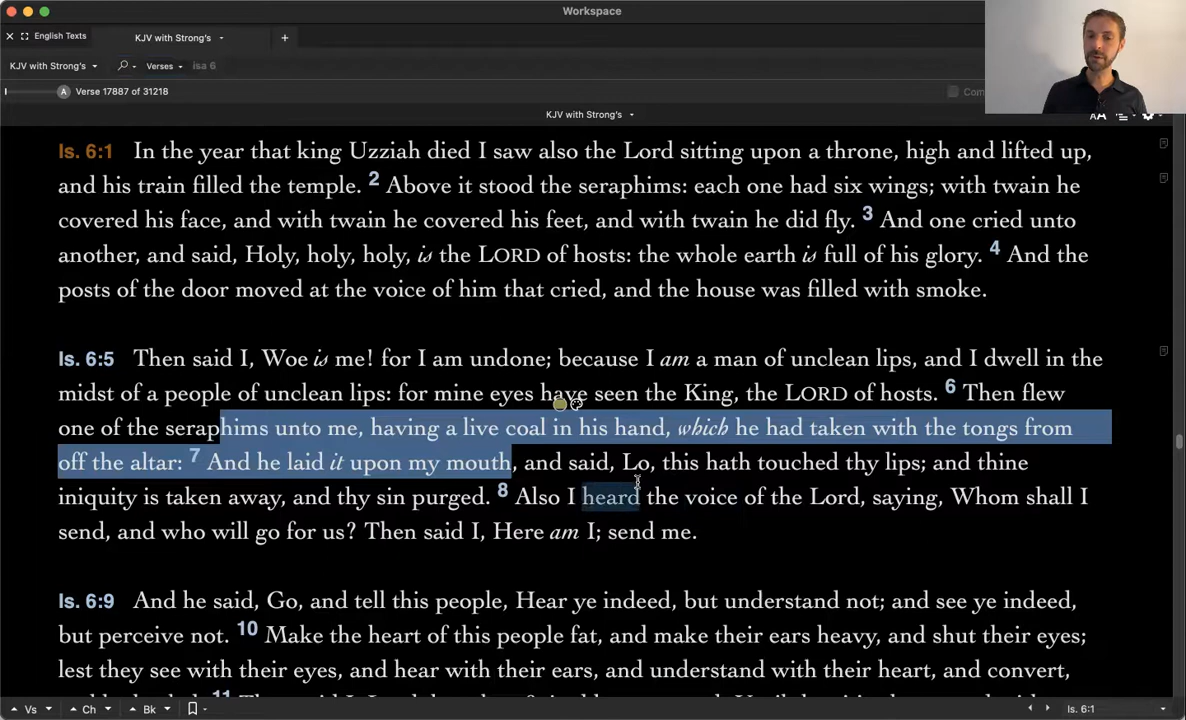 Workspace
English Texts KJV with Strong's +
KJV with Strong's Verses isa 6
A Verse 17887 of 31218 Com
KJV with Strong's AA
Is. 6:1 In the year that king Uzziah died I saw also the Lord sitting upon a throne, high and lifted up,
and his train filled the temple. 2 Above it stood the seraphims: each one had six wings; with twain he
covered his face, and with twain he covered his feet, and with twain he did fly. 3 And one cried unto
another, and said, Holy, holy, holy, is the LORD of hosts: the whole earth is full of his glory. 4 And the
posts of the door moved at the voice of him that cried, and the house was filled with smoke.
Is. 6:5 Then said I, Woe is me! for I am undone; because I am a man of unclean lips, and I dwell in the
midst of a people of unclean lips: for mine eyes have seen the King, the LORD of hosts. 6 Then flew
one of the seraphims unto me, having a live coal in his hand, which he had taken with the tongs from
off the altar: 7 And he laid it upon my mouth, and said, Lo, this hath touched thy lips; and thine
iniquity is taken away, and thy sin purged. 8 Also I heard the voice of the Lord, saying, Whom shall I
send, and who will go for us? Then said I, Here am I; send me.
Is. 6:9 And he said, Go, and tell this people, Hear ye indeed, but understand not; and see ye indeed,
but perceive not. 10 Make the heart of this people fat, and make their ears heavy, and shut their eyes;
lest they see with their eyes, and hear with their ears, and understand with their heart, and convert,
11
Vs Ch Bk Is. 6:1